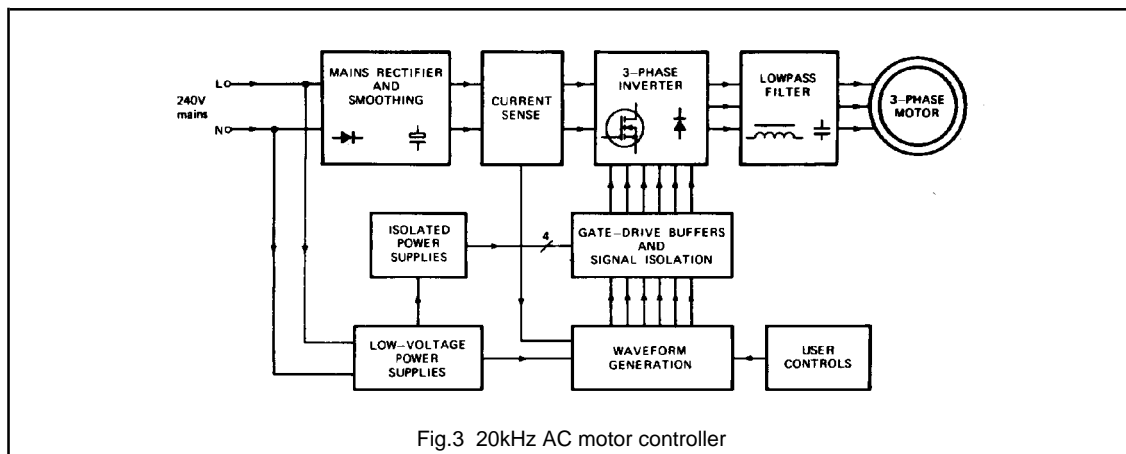 L
240V
mains
N
MAINS RECTIFIER
AND
SMOOTHING
CURRENT
SENSE
3-PHASE
INVERTER
LOWPASS
FILTER
3-PHASE
MOTOR
ISOLATED
POWER
SUPPLIES
4
GATE-DRIVE BUFFERS
AND
SIGNAL ISOLATION
LOW-VOLTAGE
POWER
SUPPLIES
WAVEFORM
GENERATION
USER
CONTROLS
Fig.3 20kHz AC motor controller